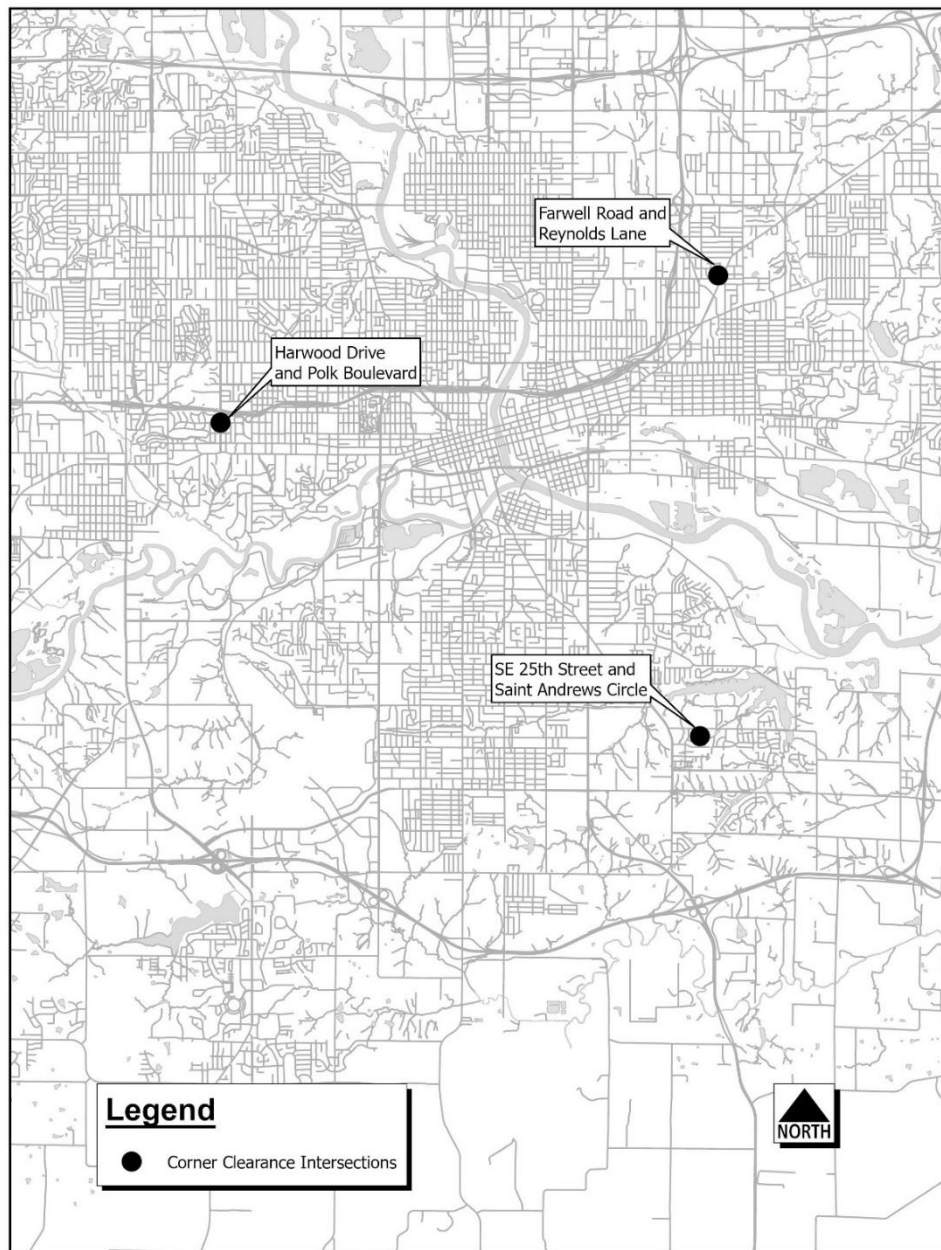 Farwell Road and
Reynolds Lane
Harwood Drive
and Polk Boulevard
SE 25th Street and
Saint Andrews Circle
Legend
Corner Clearance Intersections
NORTH